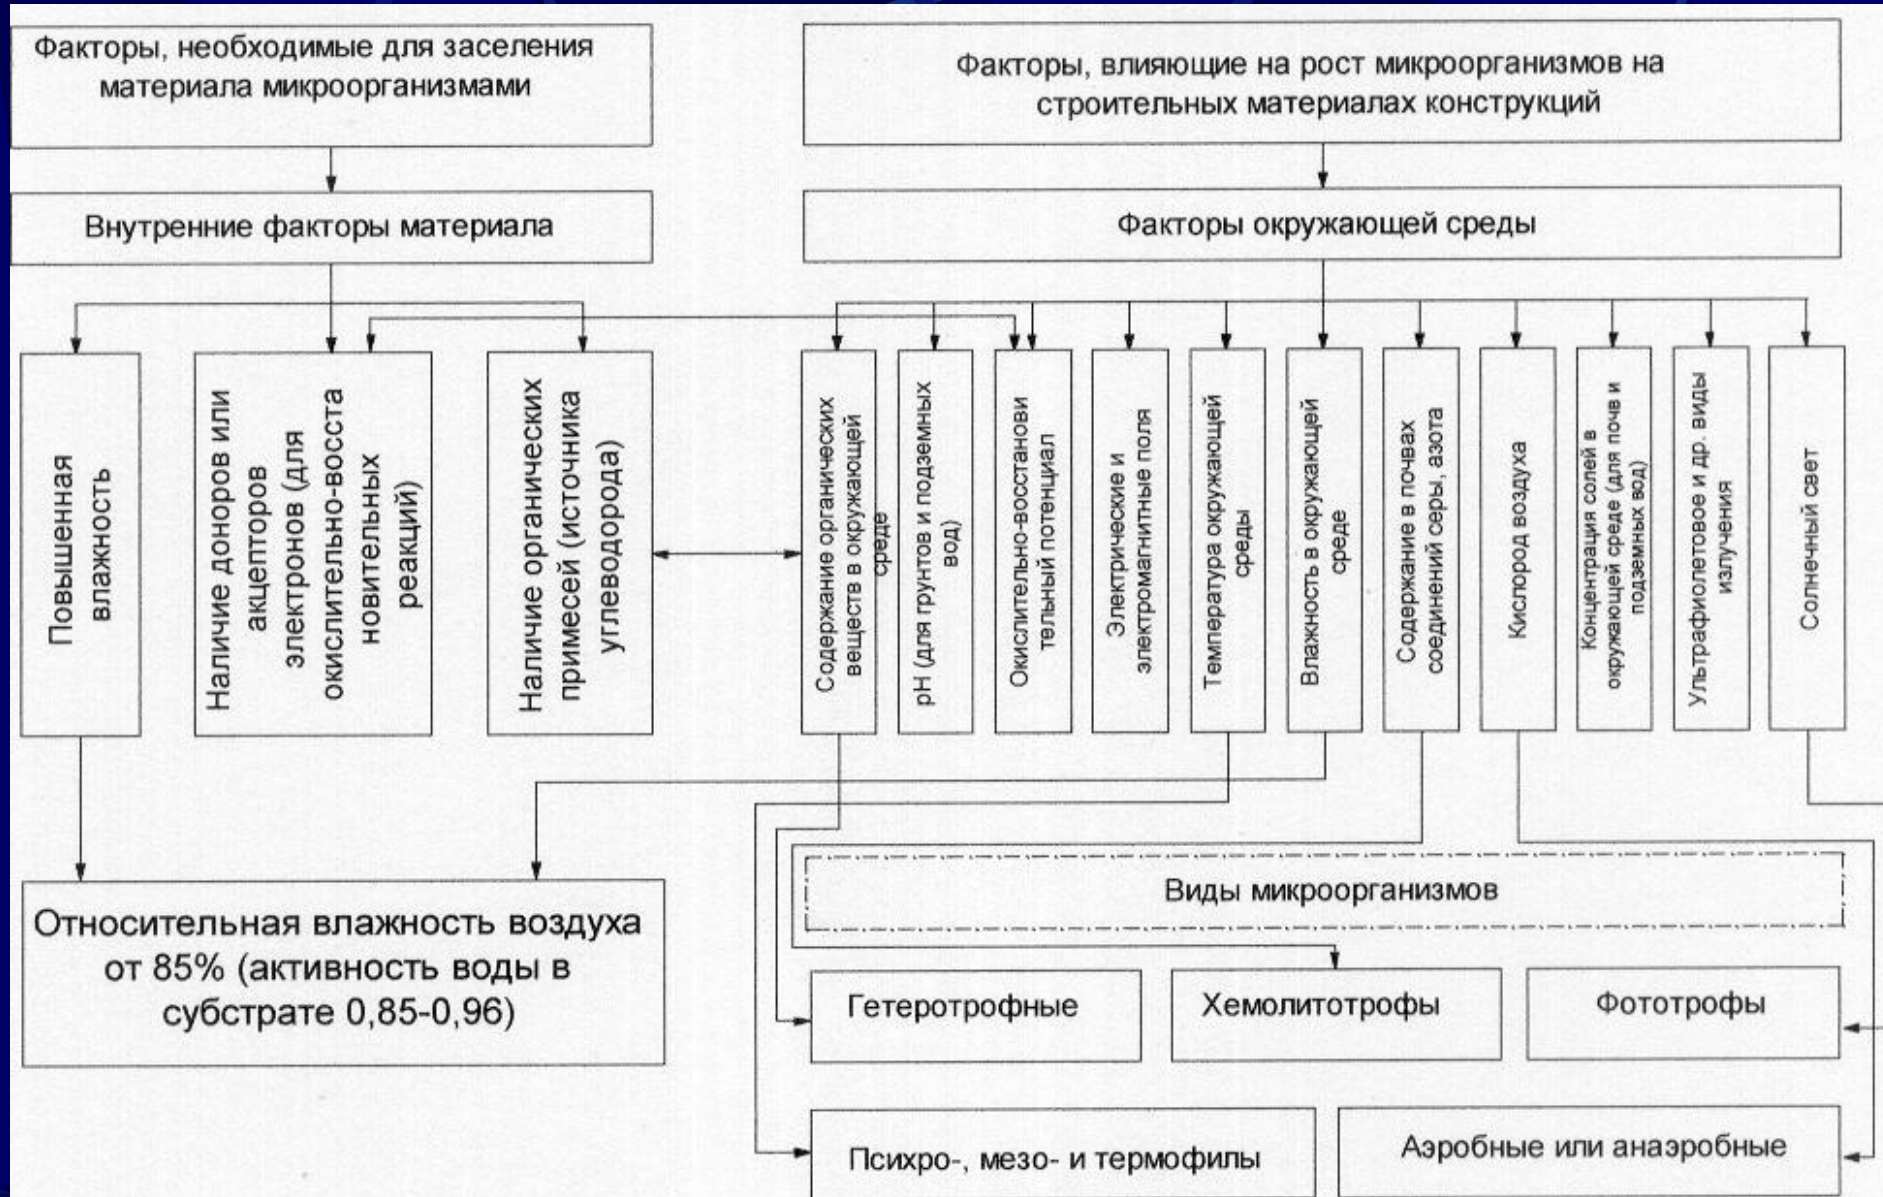 Факторы, необходимые для заселения
материала микроорганизмами
Факторы, влияющие на рост микроорганизмов на
строительных материалах конструкций
Внутренние факторы материала
Факторы окружающей среды
Повышенная
влажность
Наличие доноров или
акцепторов
электронов (для
окислительно-восста
новительных
реакций)
Наличие органических
примесей (источника
углеводорода)
Содержание органических
веществ в окружающей
среде
pH (для грунтов и подземных
вод)
Окислительно-восстанови
тельный потенциал
Электрические и
электромагнитные поля
Температура окружающей
среды
Влажность в окружающей
среде
Содержание в почвах
соединений серы, азота
Кислород воздуха
Концентрация солей в
окружающей среде (для почв и
подземных вод)
Ультрафиолетовое и др. виды
излучения
Солнечный свет
Относительная влажность воздуха
от 85% (активность воды в
субстрате 0,85-0,96)
Виды микроорганизмов
Гетеротрофные
Хемолитотрофы
Фототрофы
Психро-, мезо- и термофилы
Аэробные или анаэробные